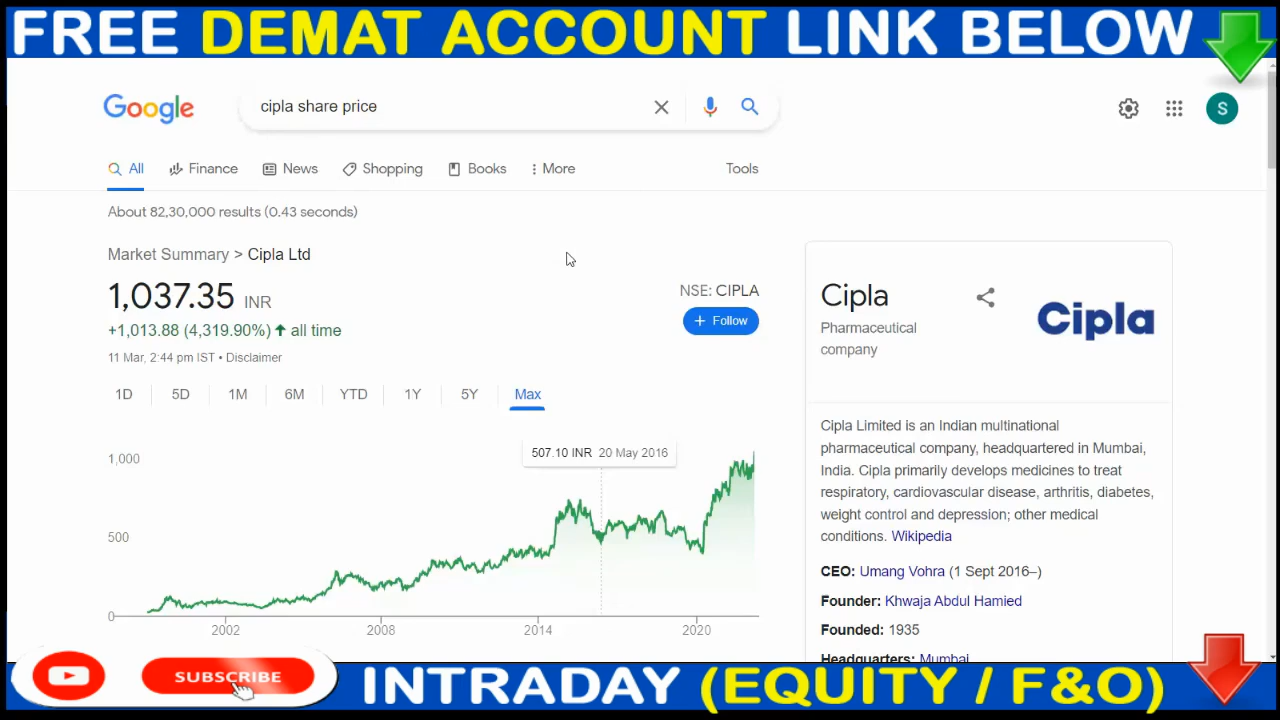 FREE DEMAT ACCOUNT LINK BELOW
Google
cipla share price
S
All
Finance
News
Shopping
Books
More
Tools
About 82,30,000 results (0.43 seconds)
Market Summary > Cipla Ltd
1,037.35 INR
+1,013.88 (4,319.90%) all time
11 Mar, 2:44 pm IST • Disclaimer
NSE: CIPLA
+ Follow
1D
5D
1M
6M
YTD
1Y
5Y
Max
507.10 INR 20 May 2016
1,000
500
0
2002
2008
2014
2020
Cipla
Pharmaceutical
company
Cipla
Cipla Limited is an Indian multinational
pharmaceutical company, headquartered in Mumbai,
India. Cipla primarily develops medicines to treat
respiratory, cardiovascular disease, arthritis, diabetes,
weight control and depression; other medical
conditions. Wikipedia
CEO: Umang Vohra (1 Sept 2016–)
Founder: Khwaja Abdul Hamied
Founded: 1935
Headquarters: Mumbai
SUBSCRIBE
INTRADAY (EQUITY / F&O)